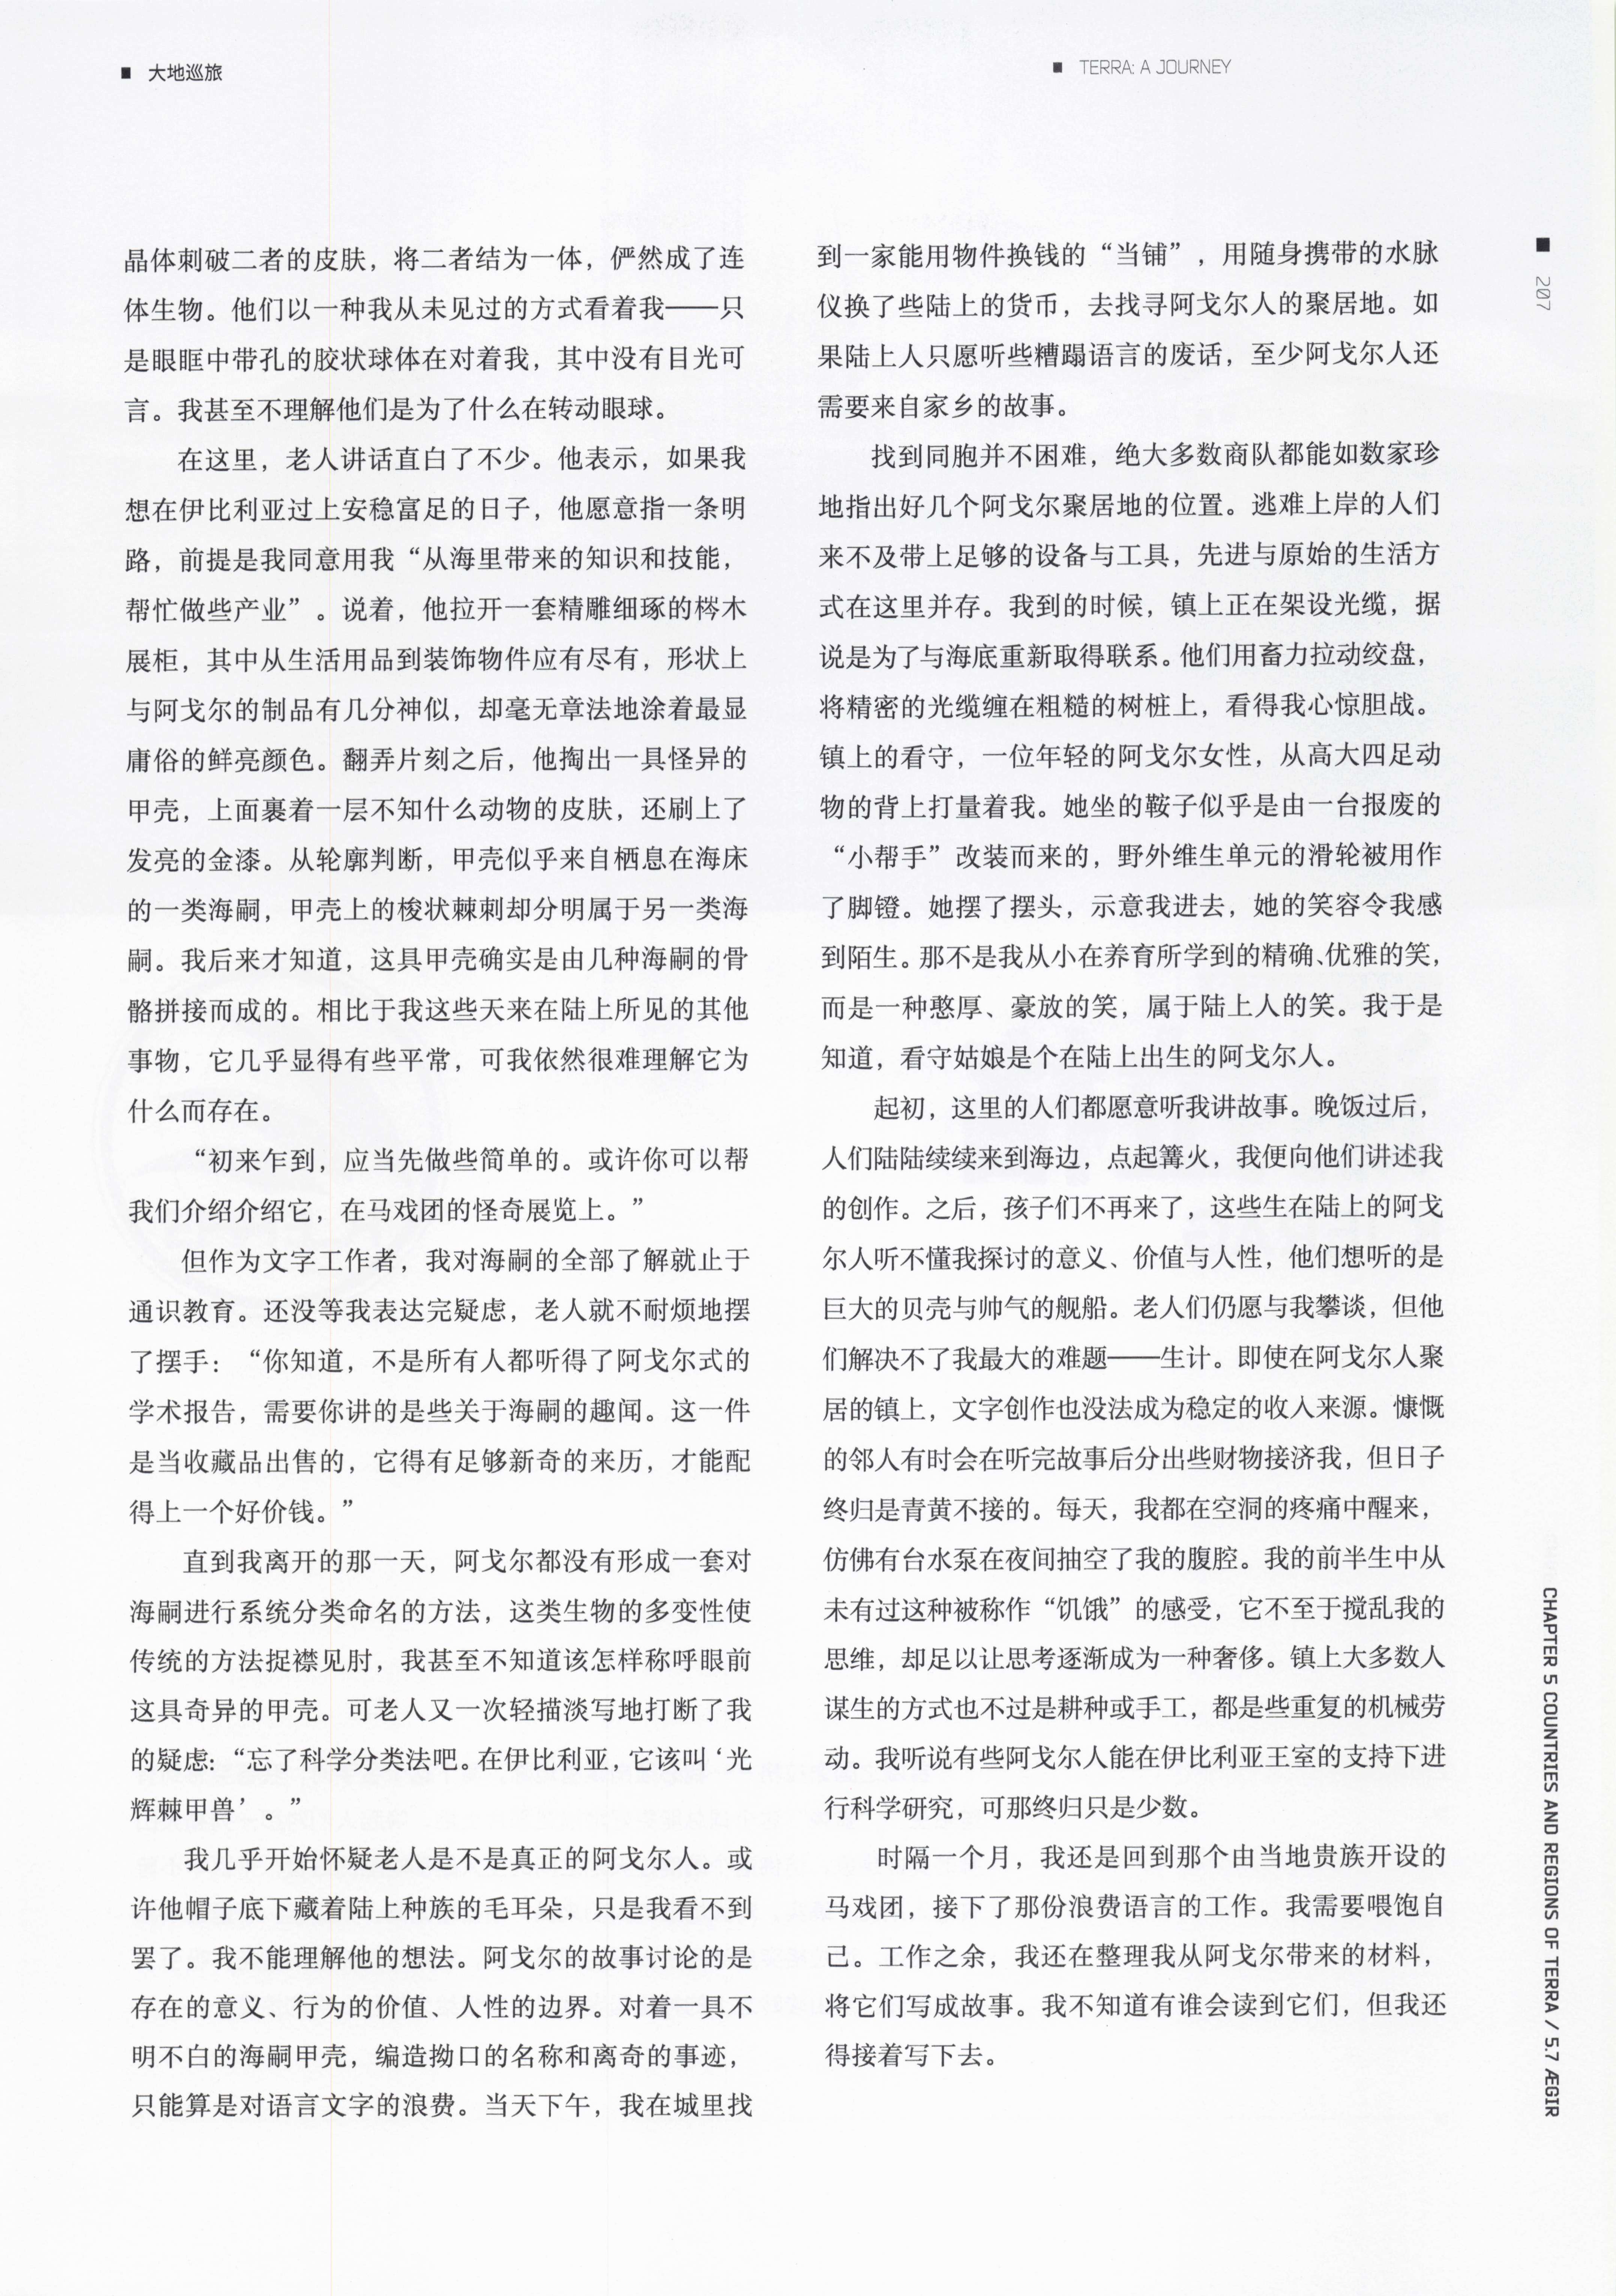 ■ 大地巡旅
■ TERRA: A JOURNEY
晶体刺破二者的皮肤，将二者结为一体，俨然成了连
体生物。他们以一种我从未见过的方式看着我——只
是眼眶中带孔的胶状球体在对着我，其中没有目光可
言。我甚至不理解他们是为了什么在转动眼球。
在这里，老人讲话直白了不少。他表示，如果我
想在伊比利亚过上安稳富足的日子，他愿意指一条明
路，前提是我同意用我“从海里带来的知识和技能，
帮忙做些产业”。说着，他拉开一套精雕细琢的梣木
展柜，其中从生活用品到装饰物件应有尽有，形状上
与阿戈尔的制品有几分神似，却毫无章法地涂着最显
庸俗的鲜亮颜色。翻弄片刻之后，他掏出一具怪异的
甲壳，上面裹着一层不知什么动物的皮肤，还刷上了
发亮的金漆。从轮廓判断，甲壳似乎来自栖息在海床
的一类海嗣，甲壳上的梭状棘刺却分明属于另一类海
嗣。我后来才知道，这具甲壳确实是由几种海嗣的骨
骼拼接而成的。相比于我这些天来在陆上所见的其他
事物，它几乎显得有些平常，可我依然很难理解它为
什么而存在。
“初来乍到，应当先做些简单的。或许你可以帮
我们介绍介绍它，在马戏团的怪奇展览上。”
但作为文字工作者，我对海嗣的全部了解就止于
通识教育。还没等我表达完疑虑，老人就不耐烦地摆
了摆手：“你知道，不是所有人都听得了阿戈尔式的
学术报告，需要你讲的是些关于海嗣的趣闻。这一件
是当收藏品出售的，它得有足够新奇的来历，才能配
得上一个好价钱。”
直到我离开的那一天，阿戈尔都没有形成一套对
海嗣进行系统分类命名的方法，这类生物的多变性使
传统的方法捉襟见肘，我甚至不知道该怎样称呼眼前
这具奇异的甲壳。可老人又一次轻描淡写地打断了我
的疑虑：“忘了科学分类法吧。在伊比利亚，它该叫‘光
辉棘甲兽’。”
我几乎开始怀疑老人是不是真正的阿戈尔人。或
许他帽子底下藏着陆上种族的毛耳朵，只是我看不到
罢了。我不能理解他的想法。阿戈尔的故事讨论的是
存在的意义、行为的价值、人性的边界。对着一具不
明不白的海嗣甲壳，编造拗口的名称和离奇的事迹，
只能算是对语言文字的浪费。当天下午，我在城里找
到一家能用物件换钱的“当铺”，用随身携带的水脉
仪换了些陆上的货币，去找寻阿戈尔人的聚居地。如
果陆上人只愿听些糟蹋语言的废话，至少阿戈尔人还
需要来自家乡的故事。
找到同胞并不困难，绝大多数商队都能如数家珍
地指出好几个阿戈尔聚居地的位置。逃难上岸的人们
来不及带上足够的设备与工具，先进与原始的生活方
式在这里并存。我到的时候，镇上正在架设光缆，据
说是为了与海底重新取得联系。他们用畜力拉动绞盘，
将精密的光缆缠在粗糙的树桩上，看得我心惊胆战。
镇上的看守，一位年轻的阿戈尔女性，从高大四足动
物的背上打量着我。她坐的鞍子似乎是由一台报废的
“小帮手”改装而来的，野外维生单元的滑轮被用作
了脚镫。她摆了摆头，示意我进去，她的笑容令我感
到陌生。那不是我从小在养育所学到的精确、优雅的笑，
而是一种憨厚、豪放的笑，属于陆上人的笑。我于是
知道，看守姑娘是个在陆上出生的阿戈尔人。
起初，这里的人们都愿意听我讲故事。晚饭过后，
人们陆陆续续来到海边，点起篝火，我便向他们讲述我
的创作。之后，孩子们不再来了，这些生在陆上的阿戈
尔人听不懂我探讨的意义、价值与人性，他们想听的是
巨大的贝壳与帅气的舰船。老人们仍愿与我攀谈，但他
们解决不了我最大的难题——生计。即使在阿戈尔人聚
居的镇上，文字创作也没法成为稳定的收入来源。慷慨
的邻人有时会在听完故事后分出些财物接济我，但日子
终归是青黄不接的。每天，我都在空洞的疼痛中醒来，
仿佛有台水泵在夜间抽空了我的腹腔。我的前半生中从
未有过这种被称作“饥饿”的感受，它不至于搅乱我的
思维，却足以让思考逐渐成为一种奢侈。镇上大多数人
谋生的方式也不过是耕种或手工，都是些重复的机械劳
动。我听说有些阿戈尔人能在伊比利亚王室的支持下进
行科学研究，可那终归只是少数。
时隔一个月，我还是回到那个由当地贵族开设的
马戏团，接下了那份浪费语言的工作。我需要喂饱自
己。工作之余，我还在整理我从阿戈尔带来的材料，
将它们写成故事。我不知道有谁会读到它们，但我还
得接着写下去。
■ 207
CHAPTER 5 COUNTRIES AND REGIONS OF TERRA / 5.7 ÆGIR